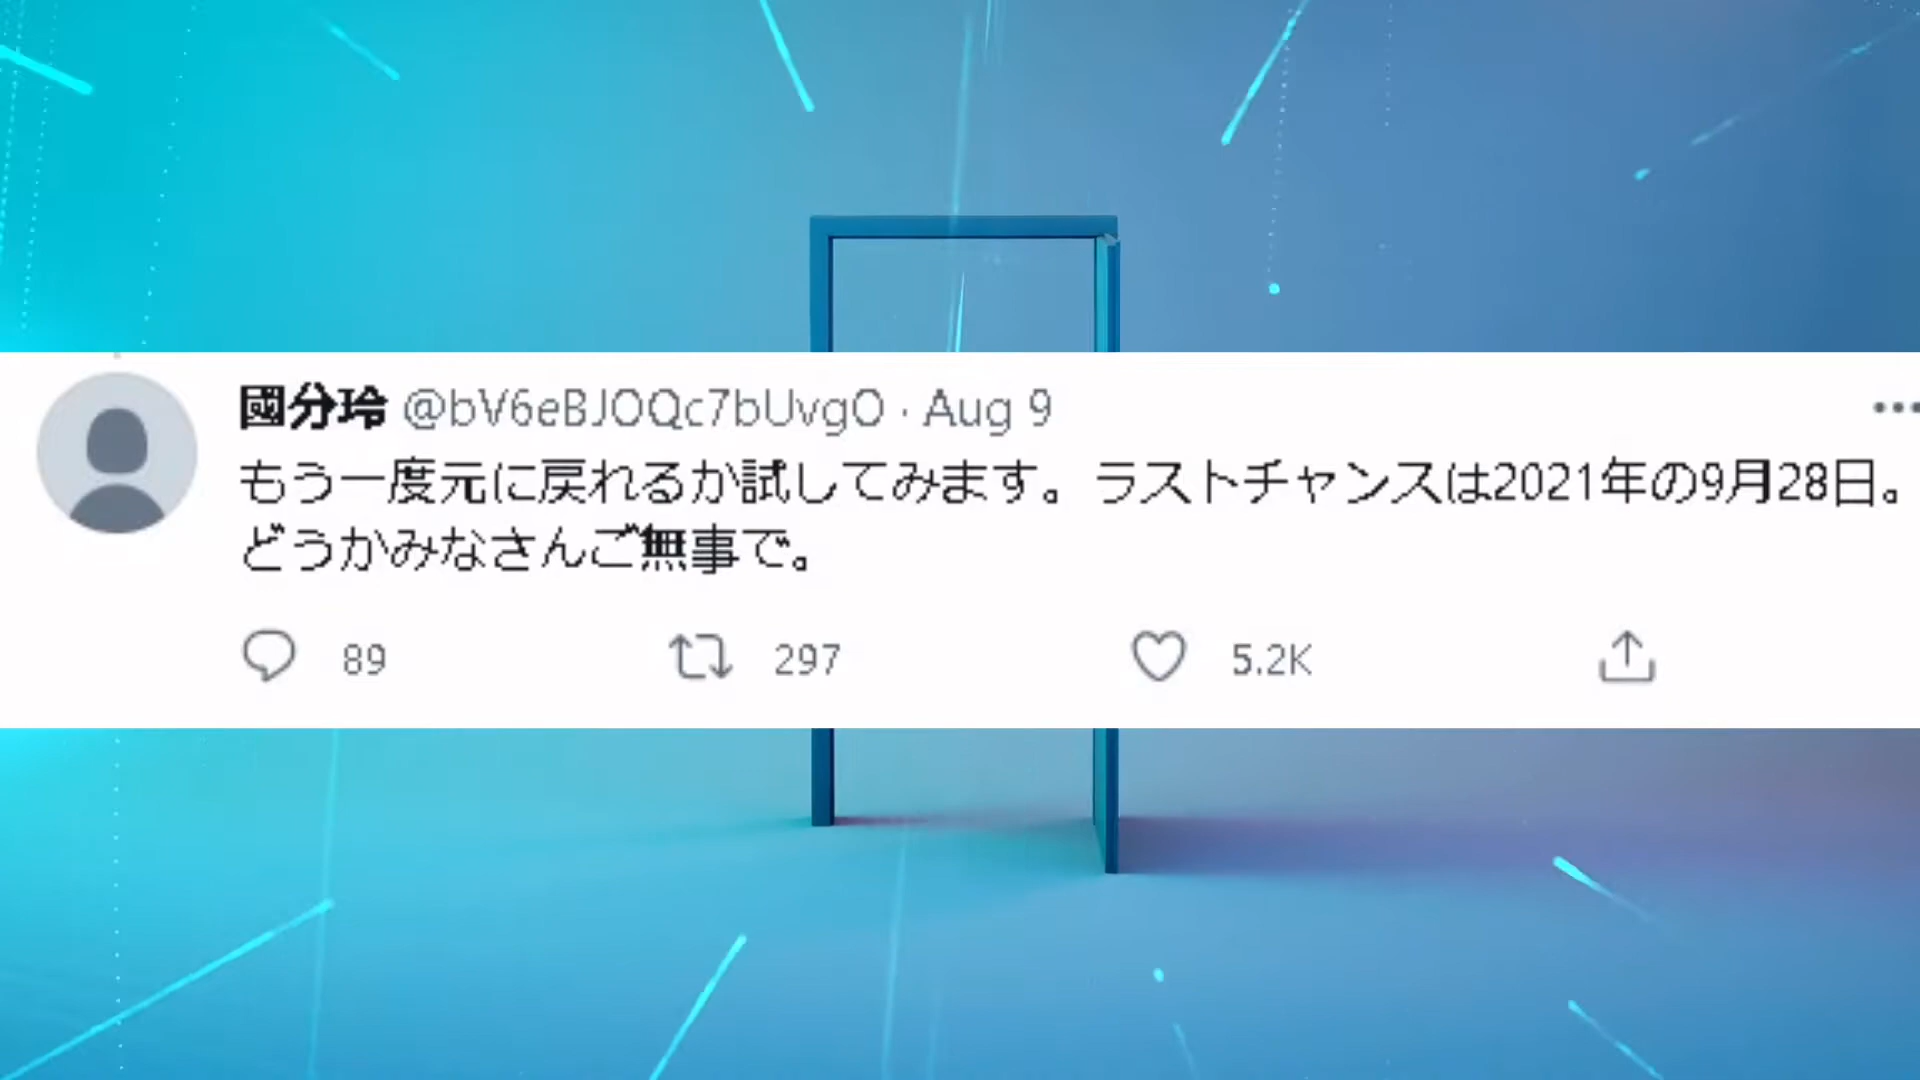 國分玲 @bV6eBJOQc7bUvgO · Aug 9
もう一度元に戻れるか試してみます。ラストチャンスは2021年の9月28日。
どうかみなさんご無事で。
89 297 5.2K